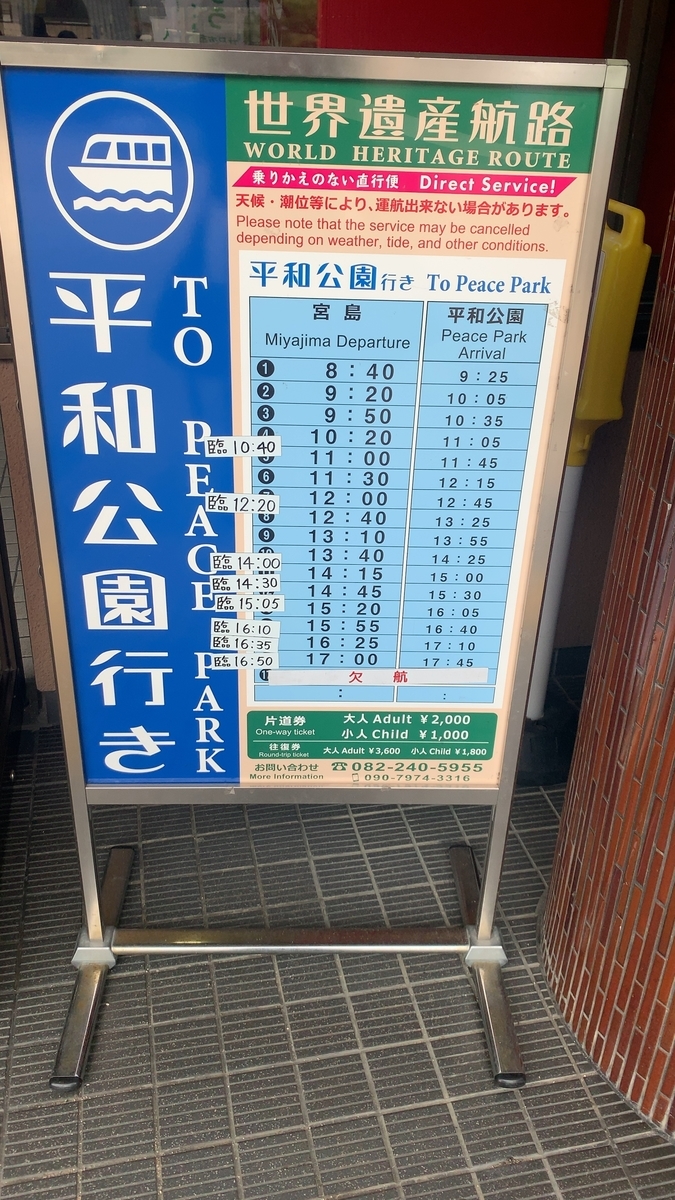 世界遺産航路
WORLD HERITAGE ROUTE
乗りかえのない直行便 Direct Service!
天候・潮位等により、運航出来ない場合があります。
Please note that the service may be cancelled
depending on weather, tide, and other conditions.
平和公園行き
TO PEACE PARK
平和公園行き To Peace Park
宮島 平和公園
Miyajima Departure Peace Park
Arrival
1 8:40 9:25
2 9:20 10:05
3 9:50 10:35
4 10:20 11:05
臨 10:40
5 11:00 11:45
6 11:30 12:15
7 12:00 12:45
臨 12:20
8 12:40 13:25
9 13:10 13:55
10 13:40 14:25
臨 14:00
14:15 15:00
臨 14:30
14:45 15:30
臨 15:05
15:20 16:05
15:55 16:40
臨 16:10
16:25 17:10
臨 16:35
17:00 17:45
臨 16:50
欠航
: :
片道券 大人 Adult ¥2,000
One-way ticket 小人 Child ¥1,000
往復券 大人 Adult ¥3,600 小人 Child ¥1,800
Round-trip ticket
お問い合わせ ☎082-240-5955
More Information 090-7974-3316